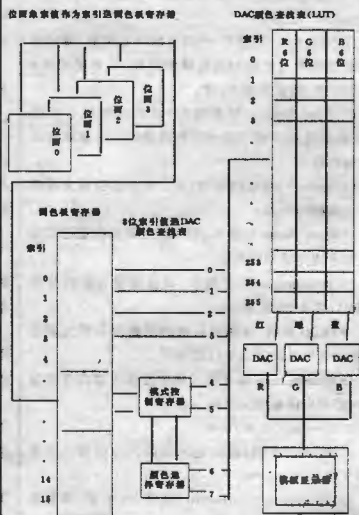 位面象素值作为索引选调色板寄存器
位面0
位面1
位面2
位面3
DAC颜色查找表(LUT)
索引
R 6位
G 6位
B 6位
0
1
2
3
253
254
255
红
绿
蓝
DAC
DAC
DAC
R
G
B
模拟显示器
调色板寄存器
索引
0
1
2
3
4
14
15
8位索引值选DAC
颜色查找表
0
1
2
3
模式控
制寄存器
4
5
颜色选
择寄存器
6
7